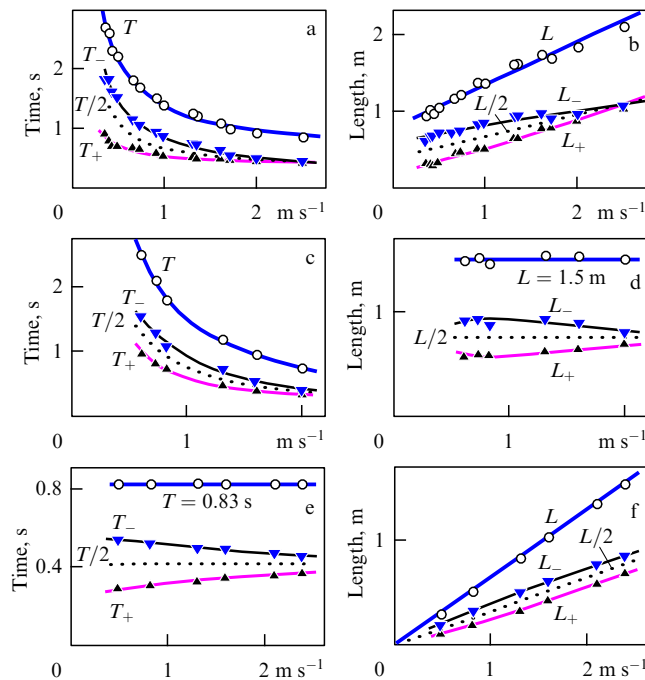 a
T
2
T₋
T/2
1
T₊
Time, s
0
1
2
m s⁻¹
b
L
2
L/2
L₋
1
L₊
Length, m
0
1
2
m s⁻¹
c
T
2
T₋
T/2
1
T₊
Time, s
0
1
m s⁻¹
d
L = 1.5 m
1
L₋
L/2
L₊
Length, m
0
1
m s⁻¹
e
0.8
T = 0.83 s
T₋
T/2
0.4
T₊
Time, s
0
1
2
m s⁻¹
f
L
L/2
1
L₋
L₊
Length, m
0
1
2
m s⁻¹